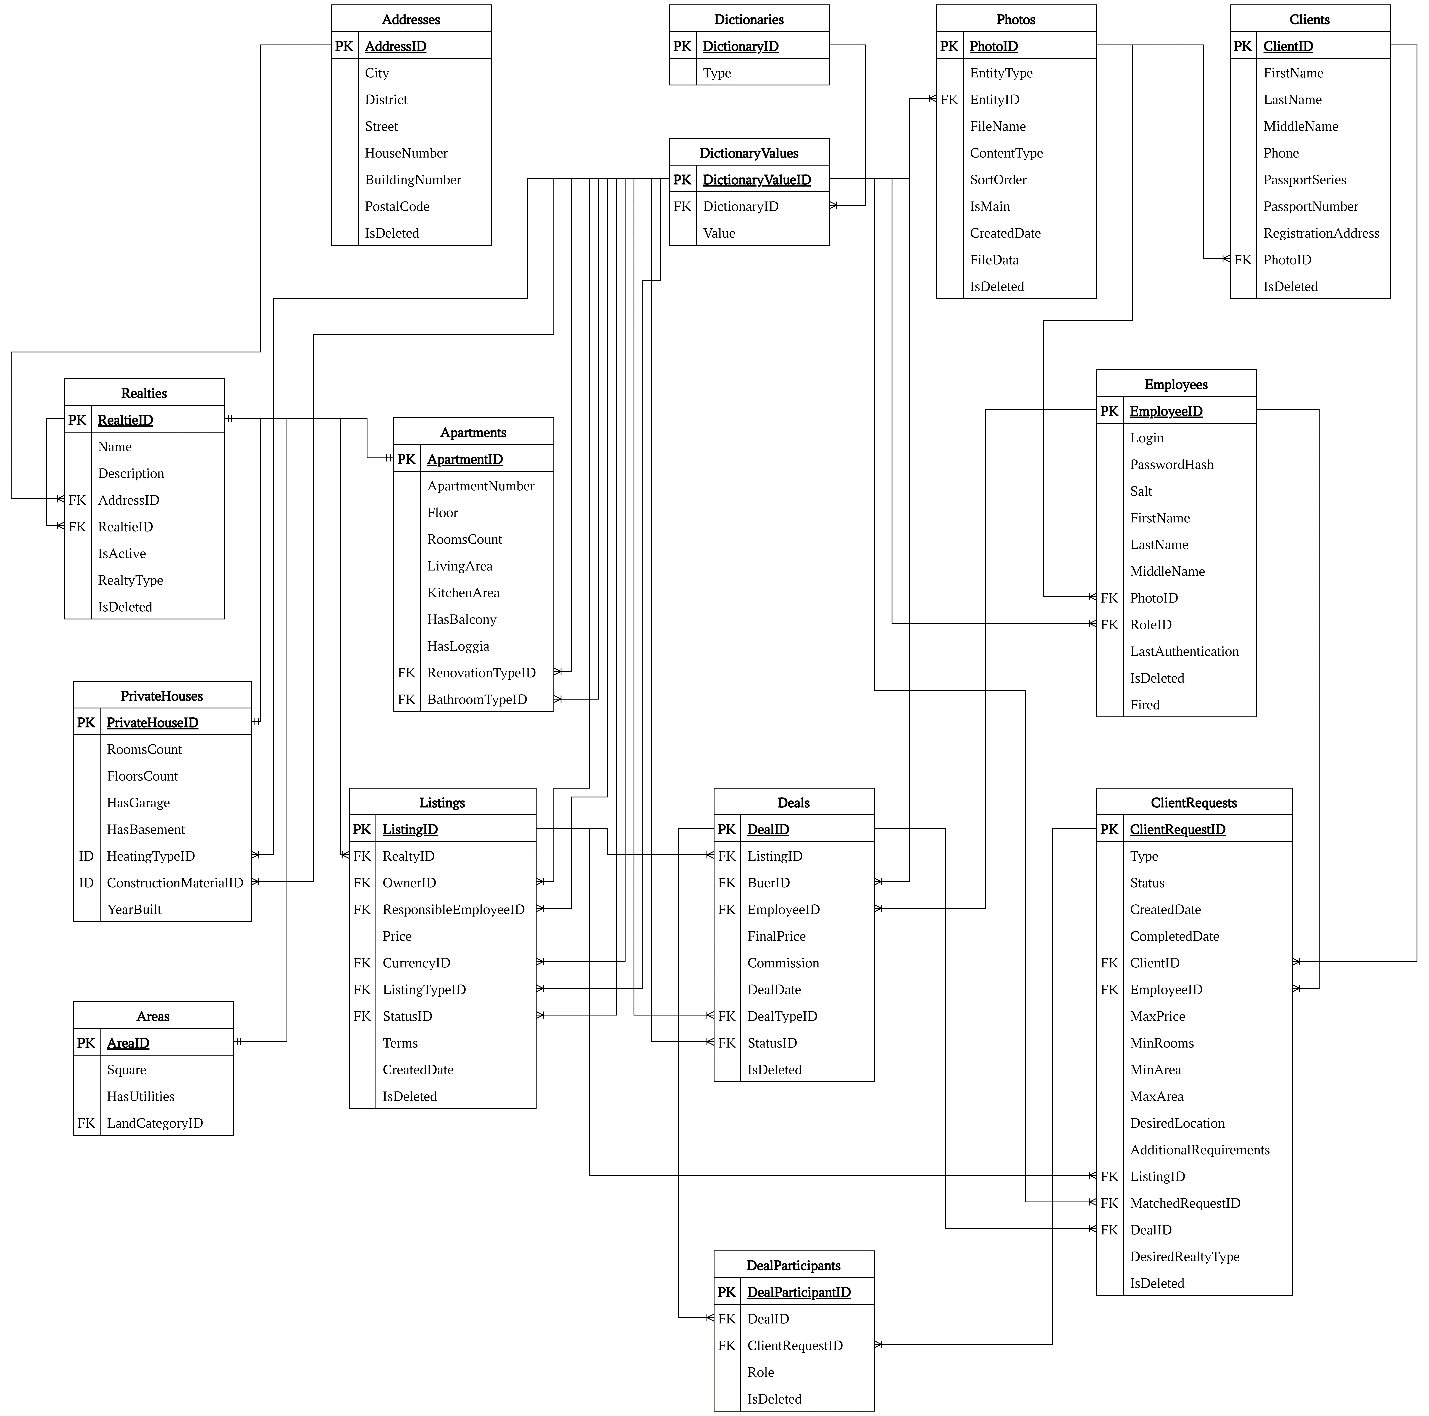 Addresses
PK AddressID
City
District
Street
HouseNumber
BuildingNumber
PostalCode
IsDeleted
Dictionaries
PK DictionaryID
Type
DictionaryValues
PK DictionaryValueID
FK DictionaryID
Value
Photos
PK PhotoID
EntityType
FK EntityID
FileName
ContentType
SortOrder
IsMain
CreatedDate
FileData
IsDeleted
Clients
PK ClientID
FirstName
LastName
MiddleName
Phone
PassportSeries
PassportNumber
RegistrationAddress
FK PhotoID
IsDeleted
Realties
PK RealtieID
Name
Description
FK AddressID
FK RealtieID
IsActive
RealtyType
IsDeleted
Apartments
PK ApartmentID
ApartmentNumber
Floor
RoomsCount
LivingArea
KitchenArea
HasBalcony
HasLoggia
FK RenovationTypeID
FK BathroomTypeID
Employees
PK EmployeeID
Login
PasswordHash
Salt
FirstName
LastName
MiddleName
FK PhotoID
FK RoleID
LastAuthentication
IsDeleted
Fired
PrivateHouses
PK PrivateHouseID
RoomsCount
FloorsCount
HasGarage
HasBasement
ID HeatingTypeID
ID ConstructionMaterialID
YearBuilt
Listings
PK ListingID
FK RealtyID
FK OwnerID
FK ResponsibleEmployeeID
Price
FK CurrencyID
FK ListingTypeID
FK StatusID
Terms
CreatedDate
IsDeleted
Deals
PK DealID
FK ListingID
FK BuerID
FK EmployeeID
FinalPrice
Commission
DealDate
FK DealTypeID
FK StatusID
IsDeleted
ClientRequests
PK ClientRequestID
Type
Status
CreatedDate
CompletedDate
FK ClientID
FK EmployeeID
MaxPrice
MinRooms
MinArea
MaxArea
DesiredLocation
AdditionalRequirements
FK ListingID
FK MatchedRequestID
FK DealID
DesiredRealtyType
IsDeleted
Areas
PK AreaID
Square
HasUtilities
FK LandCategoryID
DealParticipants
PK DealParticipantID
FK DealID
FK ClientRequestID
Role
IsDeleted